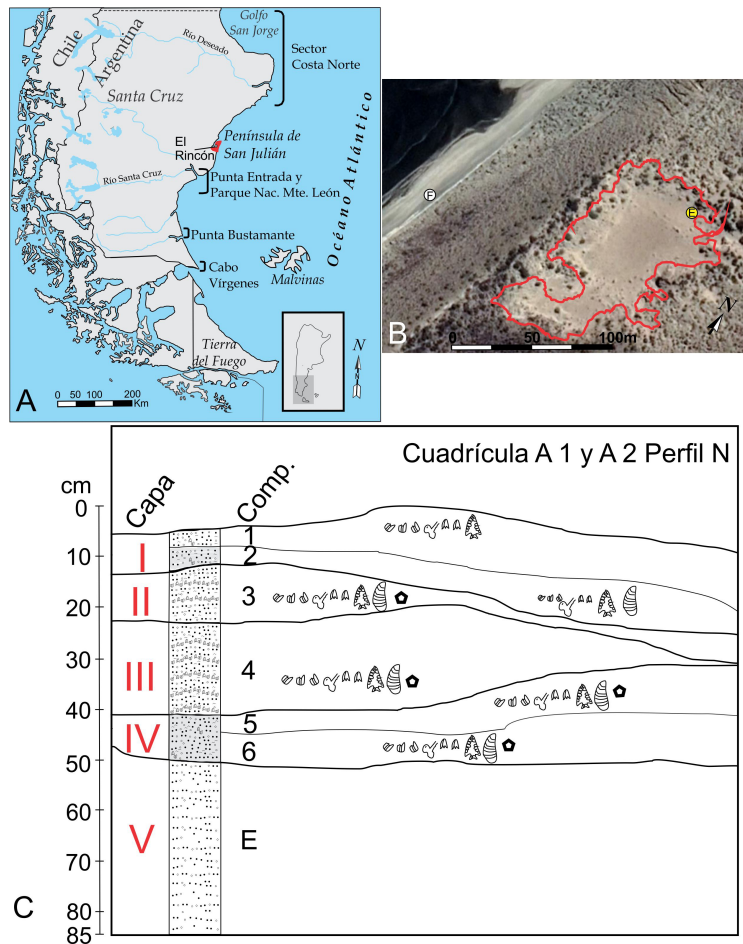 Golfo
San Jorge
Chile
Argentina
Río Deseado
Sector
Costa Norte
Santa Cruz
El
Rincón
Península de
San Julián
Río Santa Cruz
Punta Entrada y
Parque Nac. Mte. León
Océano Atlántico
Punta Bustamante
Cabo
Vírgenes
Malvinas
Tierra
del Fuego
N
N
A
0 50 100 200
Km
F
E
N
B
0 50 100m
Cuadrícula A 1 y A 2 Perfil N
cm
Capa
Comp.
0
10
20
30
40
50
60
70
80
85
I
II
III
IV
V
1
2
3
4
5
6
E
C